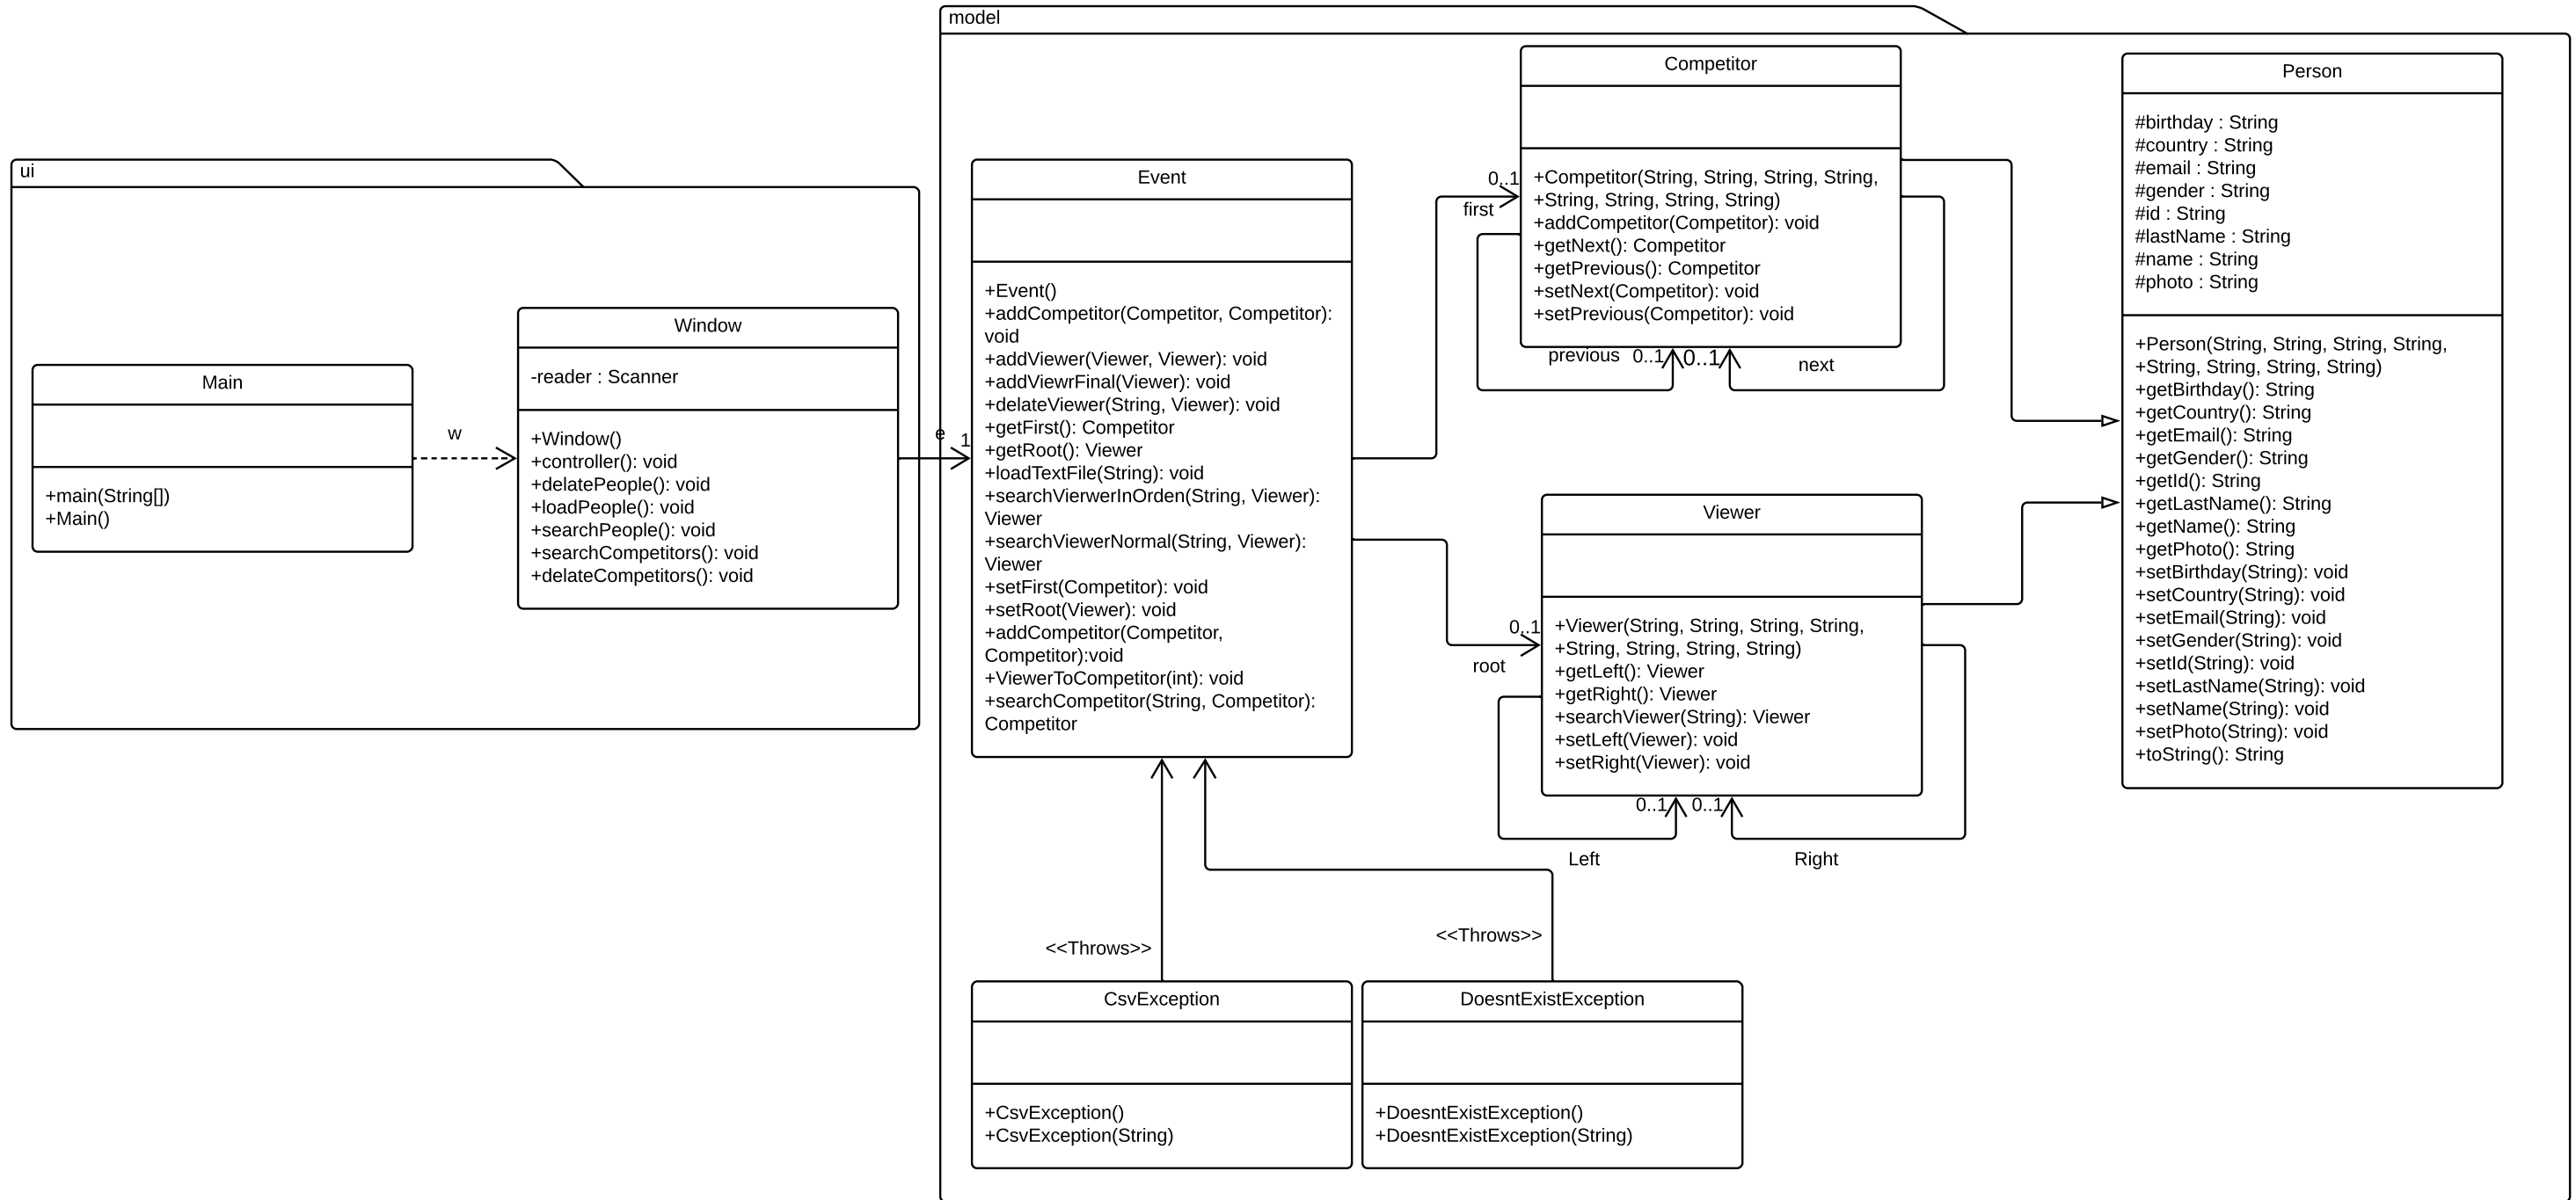 model
ui
Main
+main(String[])
+Main()
w
Window
-reader : Scanner
+Window()
+controller(): void
+delatePeople(): void
+loadPeople(): void
+searchPeople(): void
+searchCompetitors(): void
+delateCompetitors(): void
e
1
Event
+Event()
+addCompetitor(Competitor, Competitor):
void
+addViewer(Viewer, Viewer): void
+addViewrFinal(Viewer): void
+delateViewer(String, Viewer): void
+getFirst(): Competitor
+getRoot(): Viewer
+loadTextFile(String): void
+searchVierwerInOrden(String, Viewer):
Viewer
+searchViewerNormal(String, Viewer):
Viewer
+setFirst(Competitor): void
+setRoot(Viewer): void
+addCompetitor(Competitor,
Competitor):void
+ViewerToCompetitor(int): void
+searchCompetitor(String, Competitor):
Competitor
0..1
first
Competitor
+Competitor(String, String, String, String,
+String, String, String, String)
+addCompetitor(Competitor): void
+getNext(): Competitor
+getPrevious(): Competitor
+setNext(Competitor): void
+setPrevious(Competitor): void
previous
0..1
0..1
next
0..1
root
Viewer
+Viewer(String, String, String, String,
+String, String, String, String)
+getLeft(): Viewer
+getRight(): Viewer
+searchViewer(String): Viewer
+setLeft(Viewer): void
+setRight(Viewer): void
0..1
0..1
Left
Right
Person
#birthday : String
#country : String
#email : String
#gender : String
#id : String
#lastName : String
#name : String
#photo : String
+Person(String, String, String, String,
+String, String, String, String)
+getBirthday(): String
+getCountry(): String
+getEmail(): String
+getGender(): String
+getId(): String
+getLastName(): String
+getName(): String
+getPhoto(): String
+setBirthday(String): void
+setCountry(String): void
+setEmail(String): void
+setGender(String): void
+setId(String): void
+setLastName(String): void
+setName(String): void
+setPhoto(String): void
+toString(): String
<<Throws>>
<<Throws>>
CsvException
+CsvException()
+CsvException(String)
DoesntExistException
+DoesntExistException()
+DoesntExistException(String)